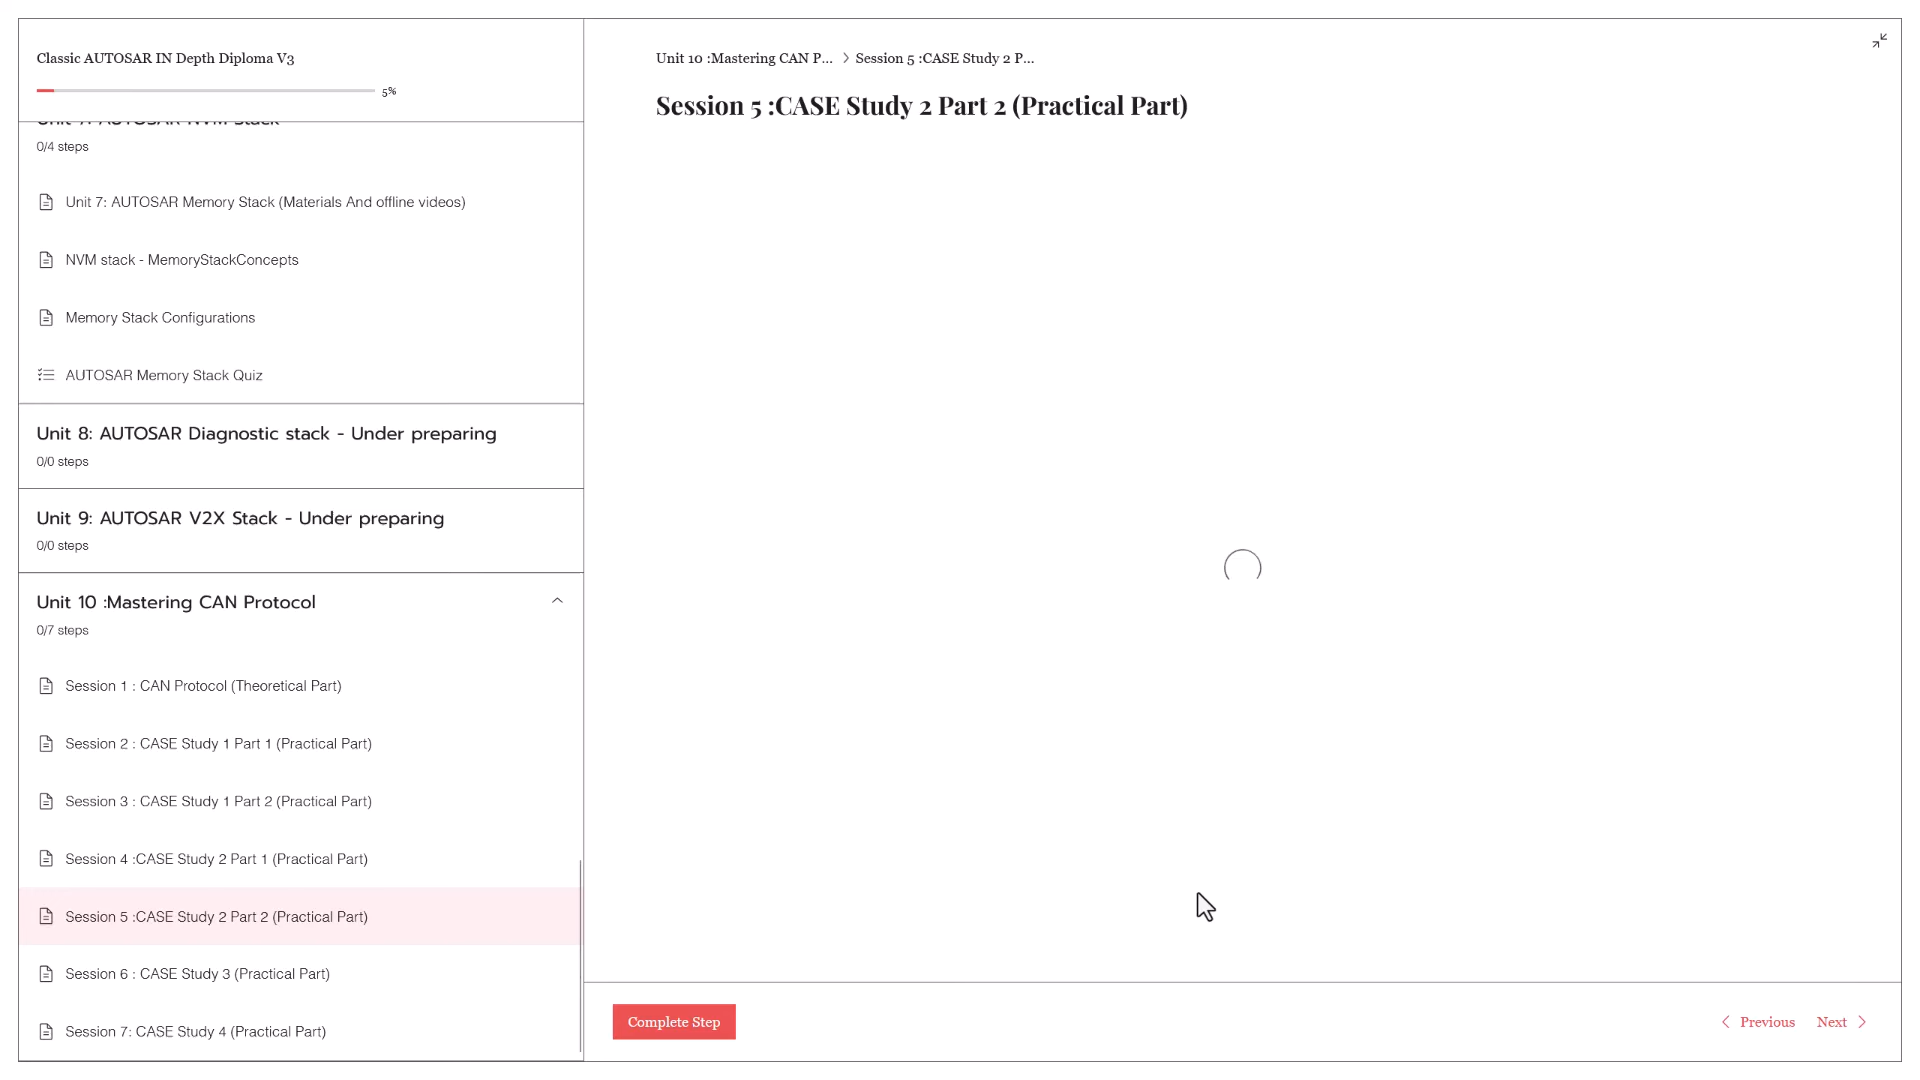 Classic AUTOSAR IN Depth Diploma V3
5%
Unit 7: AUTOSAR NVM Stack
0/4 steps
Unit 7: AUTOSAR Memory Stack (Materials And offline videos)
NVM stack - MemoryStackConcepts
Memory Stack Configurations
AUTOSAR Memory Stack Quiz
Unit 8: AUTOSAR Diagnostic stack - Under preparing
0/0 steps
Unit 9: AUTOSAR V2X Stack - Under preparing
0/0 steps
Unit 10 :Mastering CAN Protocol
0/7 steps
Session 1 : CAN Protocol (Theoretical Part)
Session 2 : CASE Study 1 Part 1 (Practical Part)
Session 3 : CASE Study 1 Part 2 (Practical Part)
Session 4 :CASE Study 2 Part 1 (Practical Part)
Session 5 :CASE Study 2 Part 2 (Practical Part)
Session 6 : CASE Study 3 (Practical Part)
Session 7: CASE Study 4 (Practical Part)
Unit 10 :Mastering CAN P... > Session 5 :CASE Study 2 P...
Session 5 :CASE Study 2 Part 2 (Practical Part)
Complete Step
Previous
Next